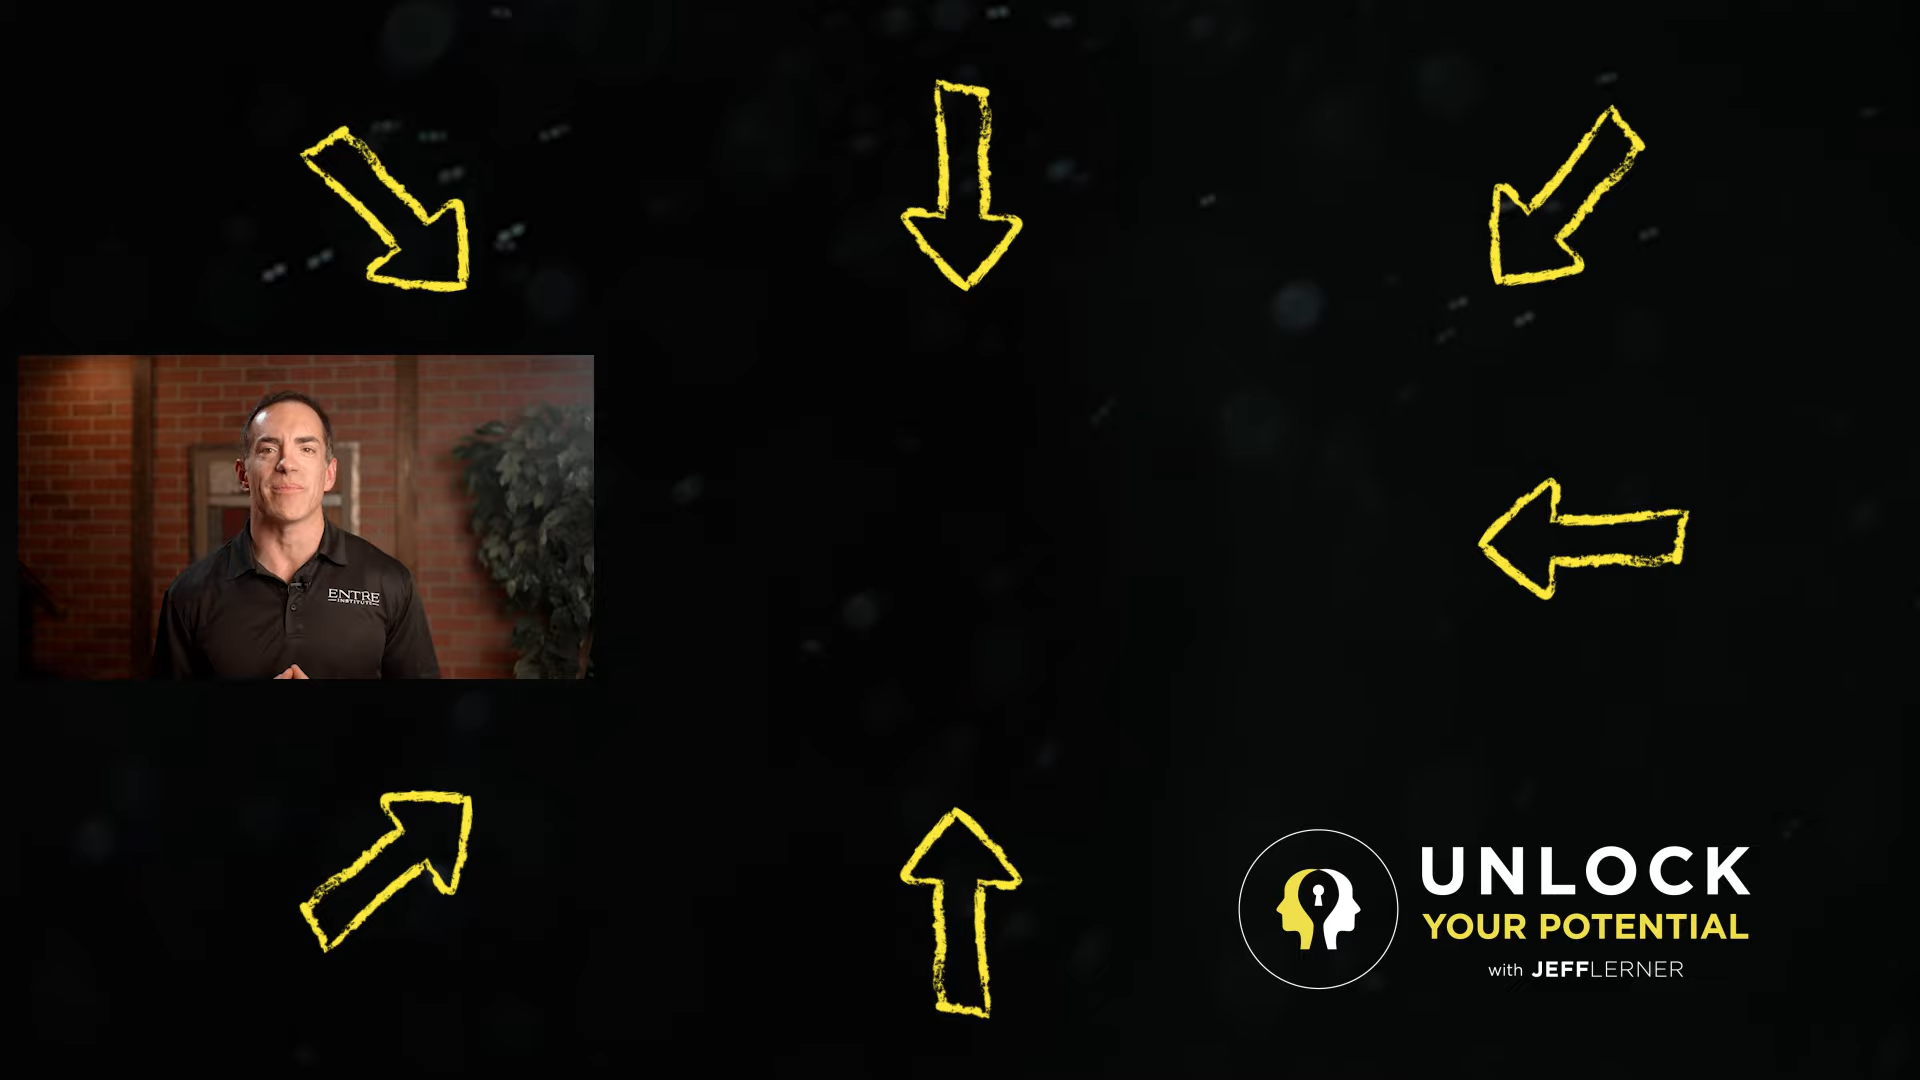 ENTRE
INSTITUTE
UNLOCK
YOUR POTENTIAL
with JEFFLERNER